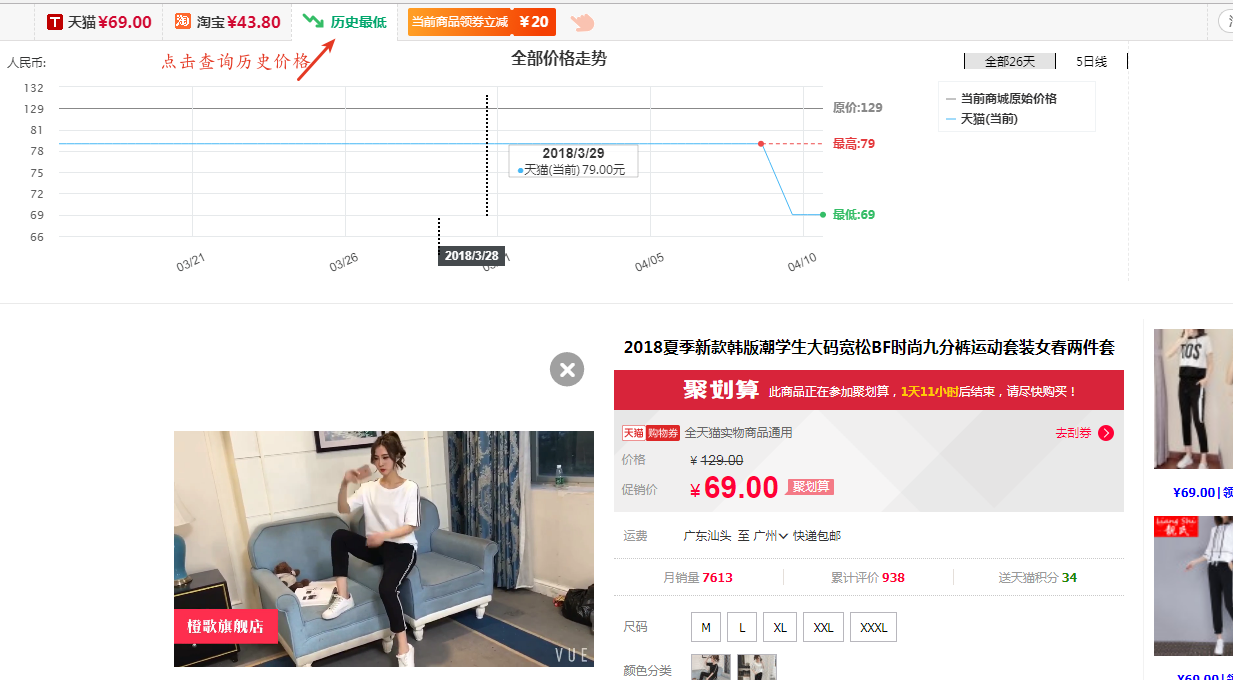 天猫¥69.00 淘宝¥43.80 历史最低 当前商品领券立减 ¥20
点击查询历史价格
全部价格走势
人民币:
全部26天 5日线
当前商城原始价格
天猫(当前)
132
129
81
78
75
72
69
66
原价:129
最高:79
最低:69
2018/3/29
天猫(当前) 79.00元
2018/3/28
03/21 03/26 04/05 04/10
2018夏季新款韩版潮学生大码宽松BF时尚九分裤运动套装女春两件套
聚划算 此商品正在参加聚划算，1天11小时后结束，请尽快购买！
天猫 购物券 全天猫实物商品通用 去刮券
价格 ¥ 129.00
促销价 ¥ 69.00 聚划算
运费 广东汕头 至 广州 快递包邮
月销量 7613 累计评价 938 送天猫积分 34
尺码 M L XL XXL XXXL
颜色分类
橙歌旗舰店
VUE
¥69.00 | 领
Liang Shi
靓氏